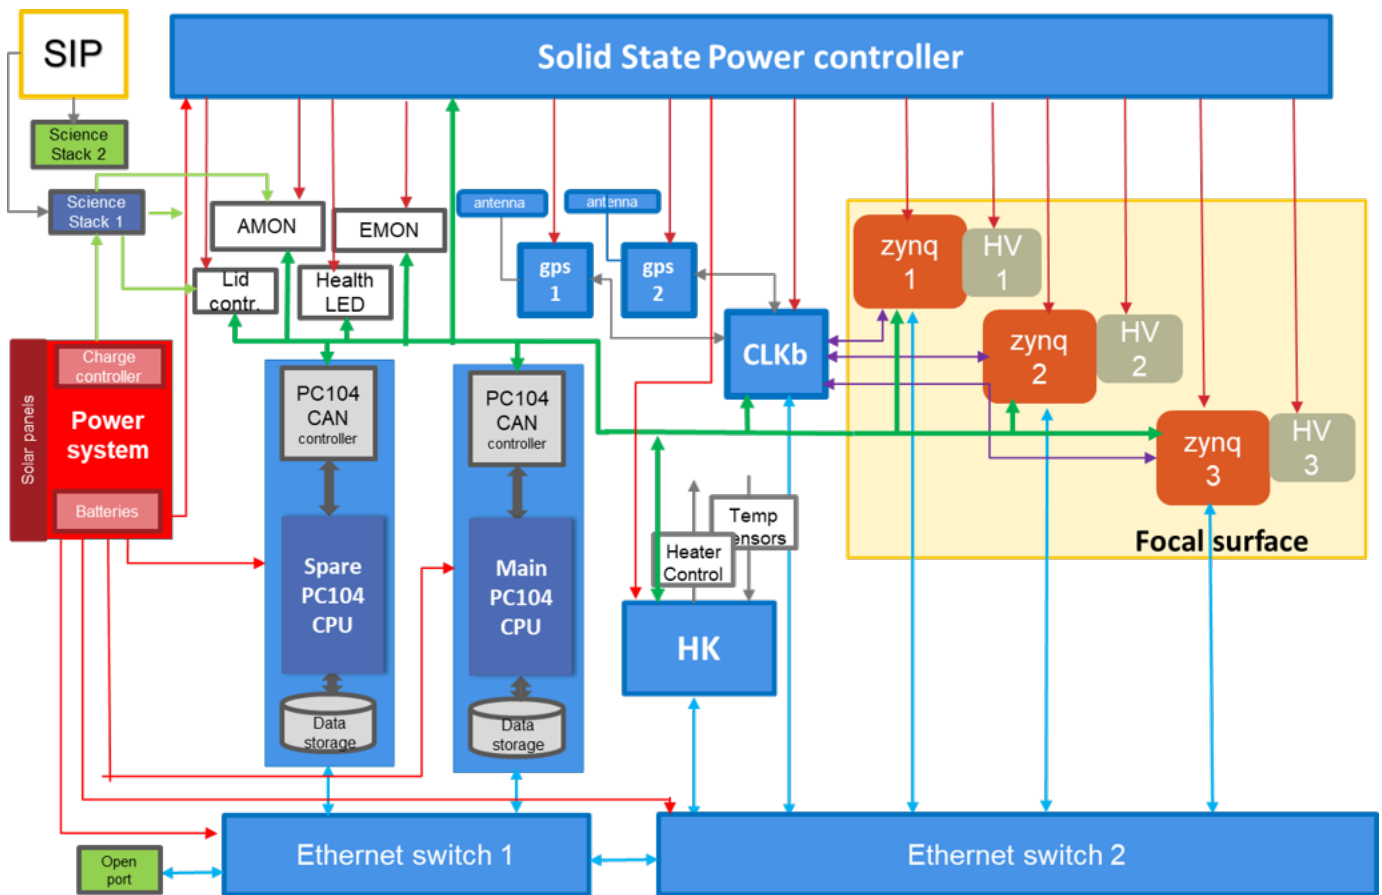 SIP
Solid State Power controller
Science
Stack 2
Science
Stack 1
AMON
EMON
antenna
antenna
gps
1
gps
2
Lid
contr.
Health
LED
CLKb
zynq
1
HV
1
zynq
2
HV
2
zynq
3
HV
3
Focal surface
Solar panels
Charge
controller
Power
system
Batteries
PC104
CAN
controller
PC104
CAN
controller
Spare
PC104
CPU
Main
PC104
CPU
Data
storage
Data
storage
Temp
ensors
Heater
Control
HK
Ethernet switch 1
Ethernet switch 2
Open
port